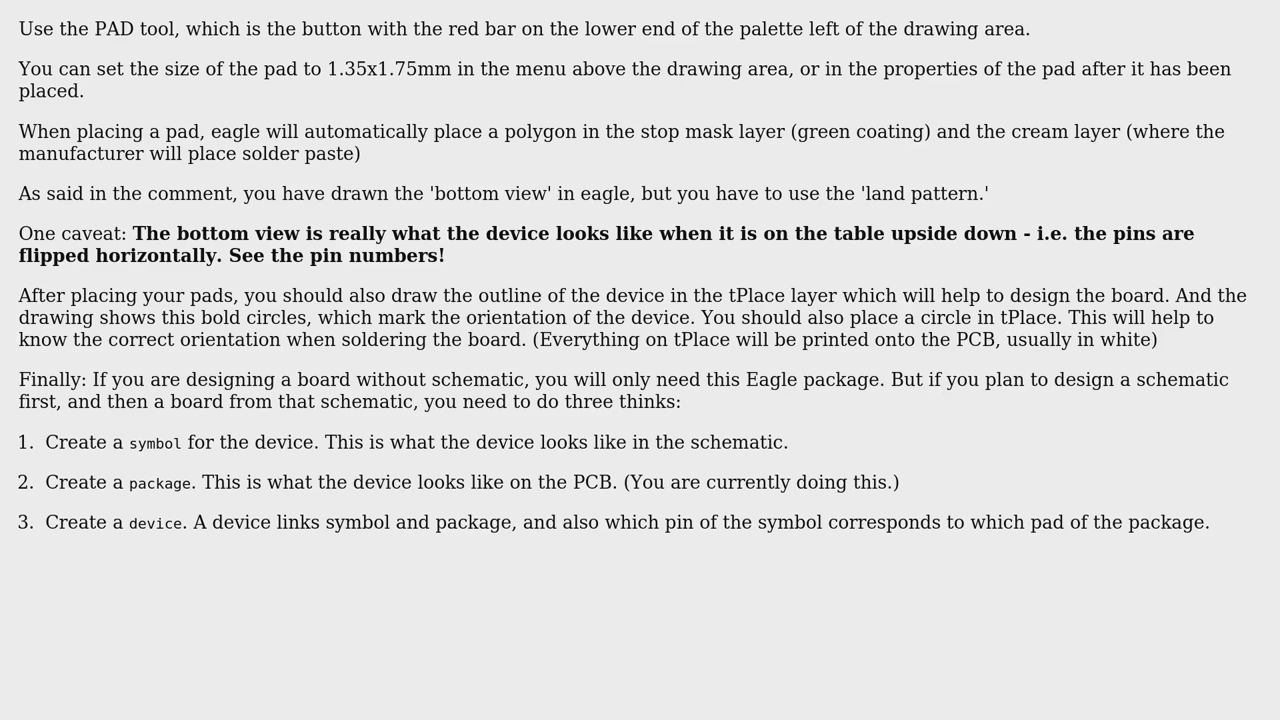 Use the PAD tool, which is the button with the red bar on the lower end of the palette left of the drawing area.
You can set the size of the pad to 1.35x1.75mm in the menu above the drawing area, or in the properties of the pad after it has been
placed.
When placing a pad, eagle will automatically place a polygon in the stop mask layer (green coating) and the cream layer (where the
manufacturer will place solder paste)
As said in the comment, you have drawn the 'bottom view' in eagle, but you have to use the 'land pattern.'
One caveat: The bottom view is really what the device looks like when it is on the table upside down - i.e. the pins are
flipped horizontally. See the pin numbers!
After placing your pads, you should also draw the outline of the device in the tPlace layer which will help to design the board. And the
drawing shows this bold circles, which mark the orientation of the device. You should also place a circle in tPlace. This will help to
know the correct orientation when soldering the board. (Everything on tPlace will be printed onto the PCB, usually in white)
Finally: If you are designing a board without schematic, you will only need this Eagle package. But if you plan to design a schematic
first, and then a board from that schematic, you need to do three thinks:
1. Create a symbol for the device. This is what the device looks like in the schematic.
2. Create a package. This is what the device looks like on the PCB. (You are currently doing this.)
3. Create a device. A device links symbol and package, and also which pin of the symbol corresponds to which pad of the package.